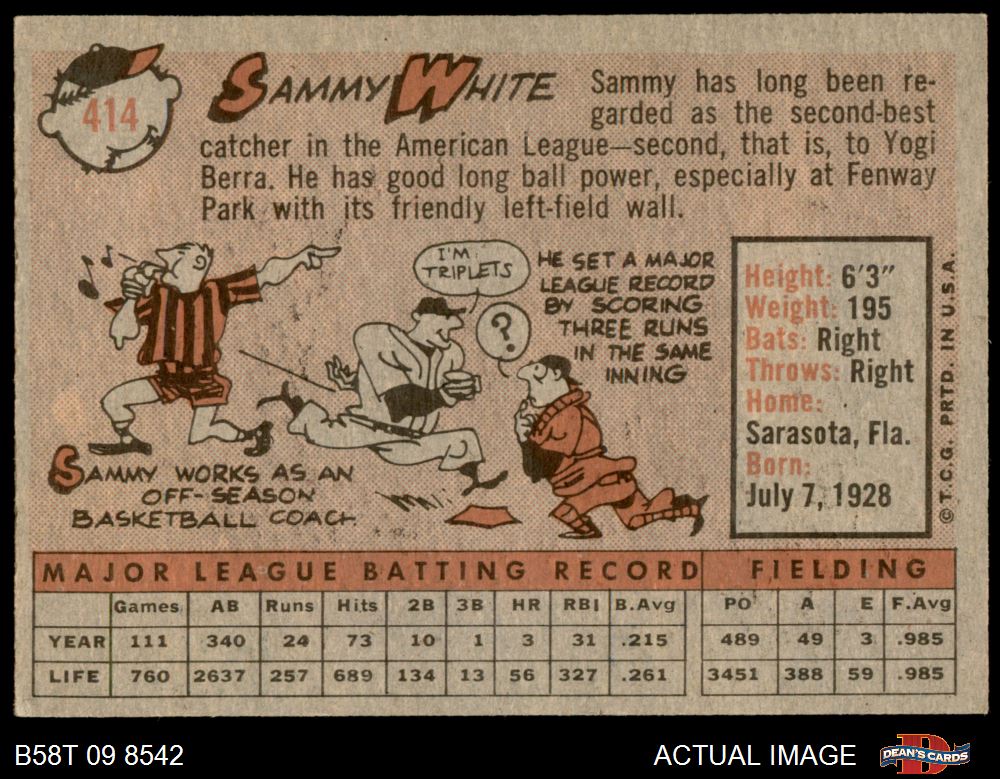 414
SAMMY WHITE
Sammy has long been re-
garded as the second-best
catcher in the American League—second, that is, to Yogi
Berra. He has good long ball power, especially at Fenway
Park with its friendly left-field wall.
I'M
TRIPLETS
?
HE SET A MAJOR
LEAGUE RECORD
BY SCORING
THREE RUNS
IN THE SAME
INNING
SAMMY WORKS AS AN
OFF-SEASON
BASKETBALL COACH
Height: 6'3"
Weight: 195
Bats: Right
Throws: Right
Home:
Sarasota, Fla.
Born:
July 7, 1928
© T.C.G. PRTD. IN U.S.A.
MAJOR LEAGUE BATTING RECORD FIELDING
Games AB Runs Hits 2B 3B HR RBI B.Avg PO A E F.Avg
YEAR 111 340 24 73 10 1 3 31 .215 489 49 3 .985
LIFE 760 2637 257 689 134 13 56 327 .261 3451 388 59 .985
B58T 09 8542
ACTUAL IMAGE
D
DEAN'S CARDS